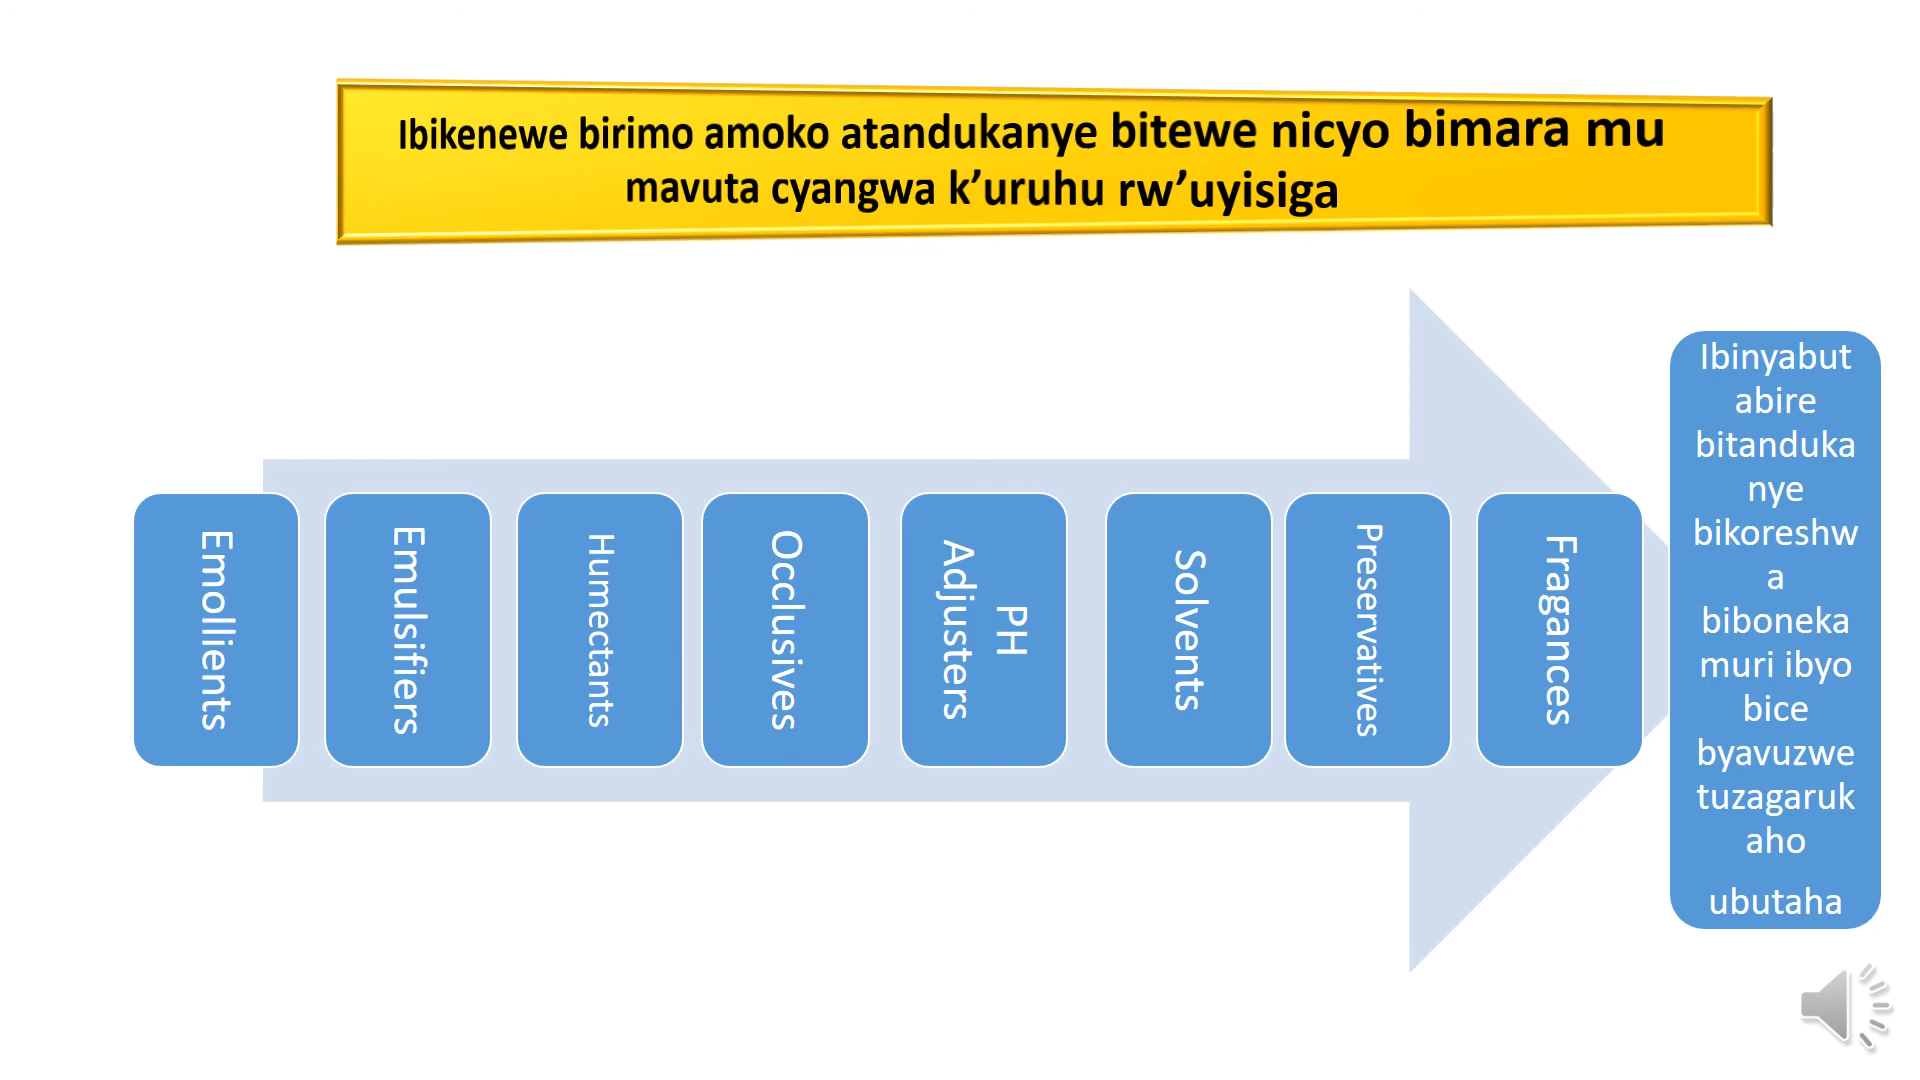 Ibikenewe birimo amoko atandukanye bitewe nicyo bimara mu
mavuta cyangwa k’uruhu rw’uyisiga
Emollients
Emulsifiers
Humectants
Occlusives
PH
Adjusters
Solvents
Preservatives
Fragances
Ibinyabut
abire
bitanduka
nye
bikoreshw
a
biboneka
muri ibyo
bice
byavuzwe
tuzagaruk
aho
ubutaha